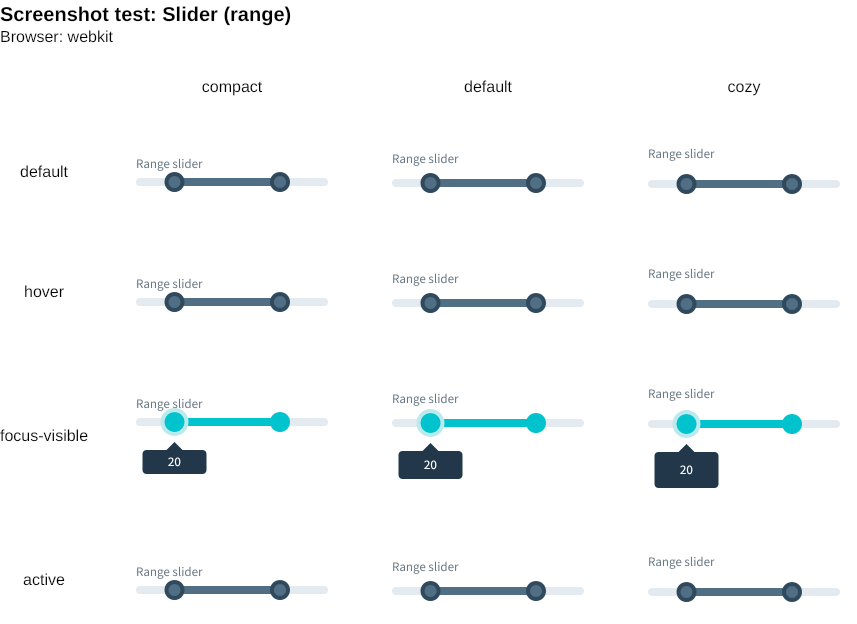 Screenshot test: Slider (range)
Browser: webkit
compact default cozy
default Range slider Range slider Range slider
hover Range slider Range slider Range slider
focus-visible Range slider Range slider Range slider
20 20 20
active Range slider Range slider Range slider